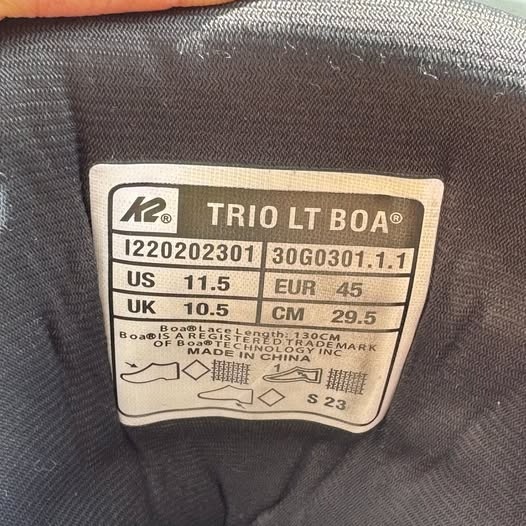 K2® TRIO LT BOA®
I220202301 30G0301.1.1
US 11.5 EUR 45
UK 10.5 CM 29.5
Boa®Lace Length: 130CM
Boa®IS A REGISTERED TRADEMARK
OF Boa®TECHNOLOGY INC
MADE IN CHINA
1
S 23